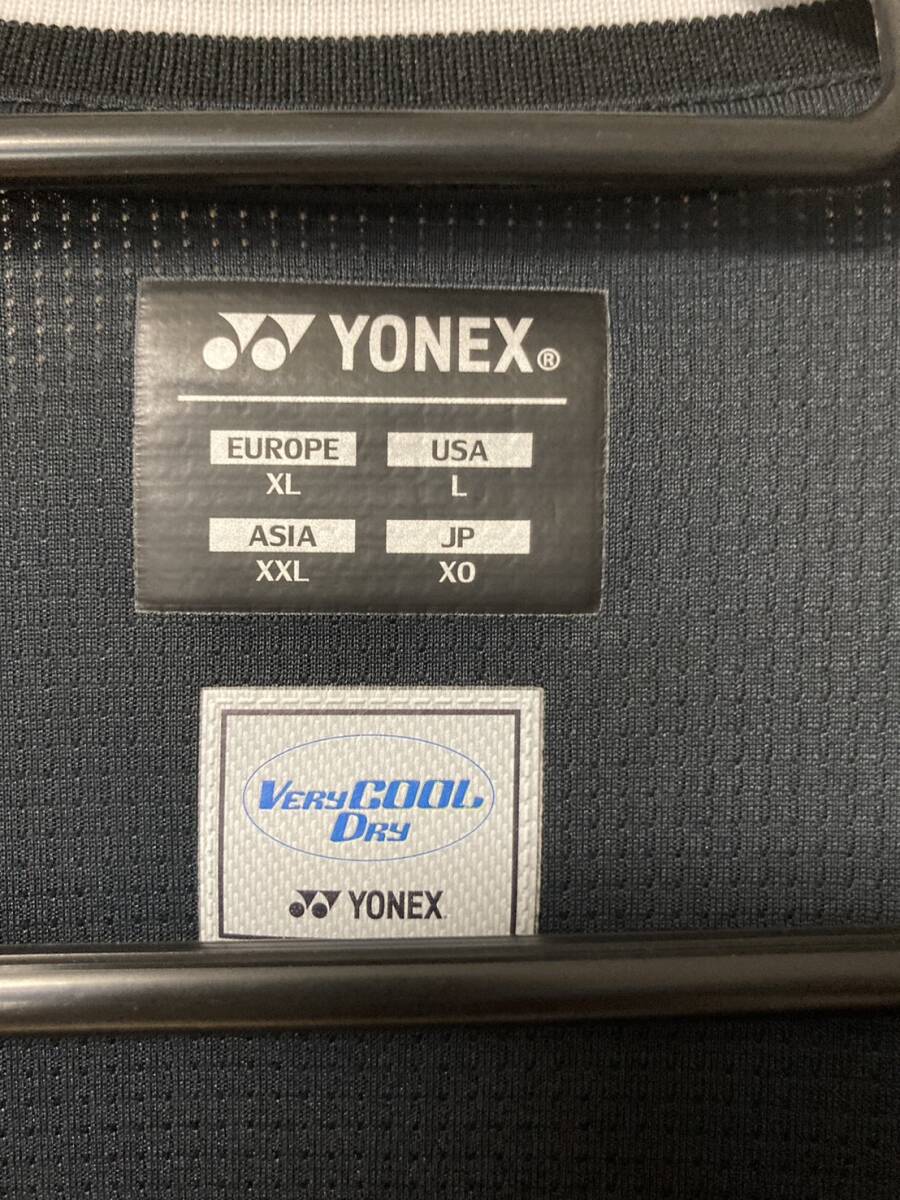 YONEX®
EUROPE USA
XL L
ASIA JP
XXL XO
VERY COOL
DRY
YONEX